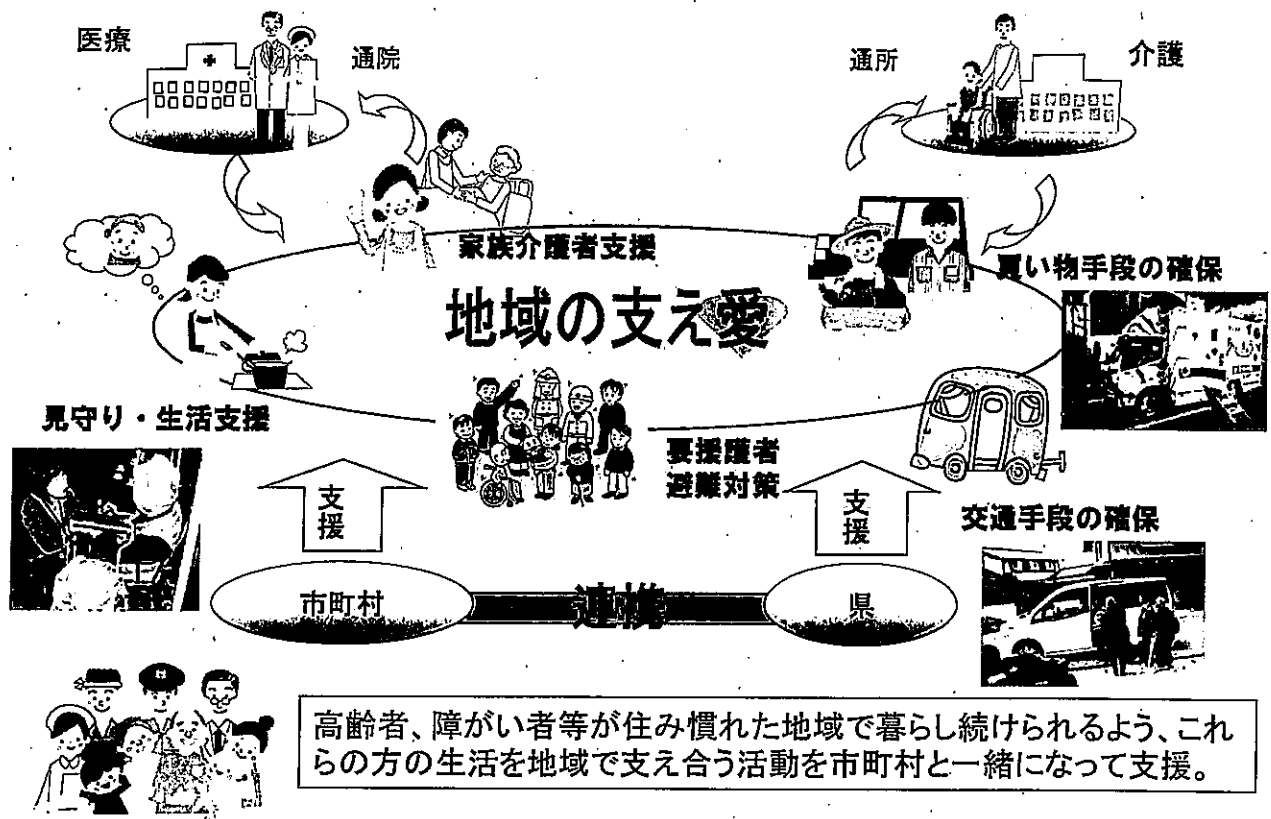 医療
通院
通所
介護
家族介護者支援
買い物手段の確保
地域の支え愛
見守り・生活支援
要援護者
避難対策
支援
支援
交通手段の確保
市町村
連携
県
高齢者、障がい者等が住み慣れた地域で暮らし続けられるよう、これ
らの方の生活を地域で支え合う活動を市町村と一緒になって支援。